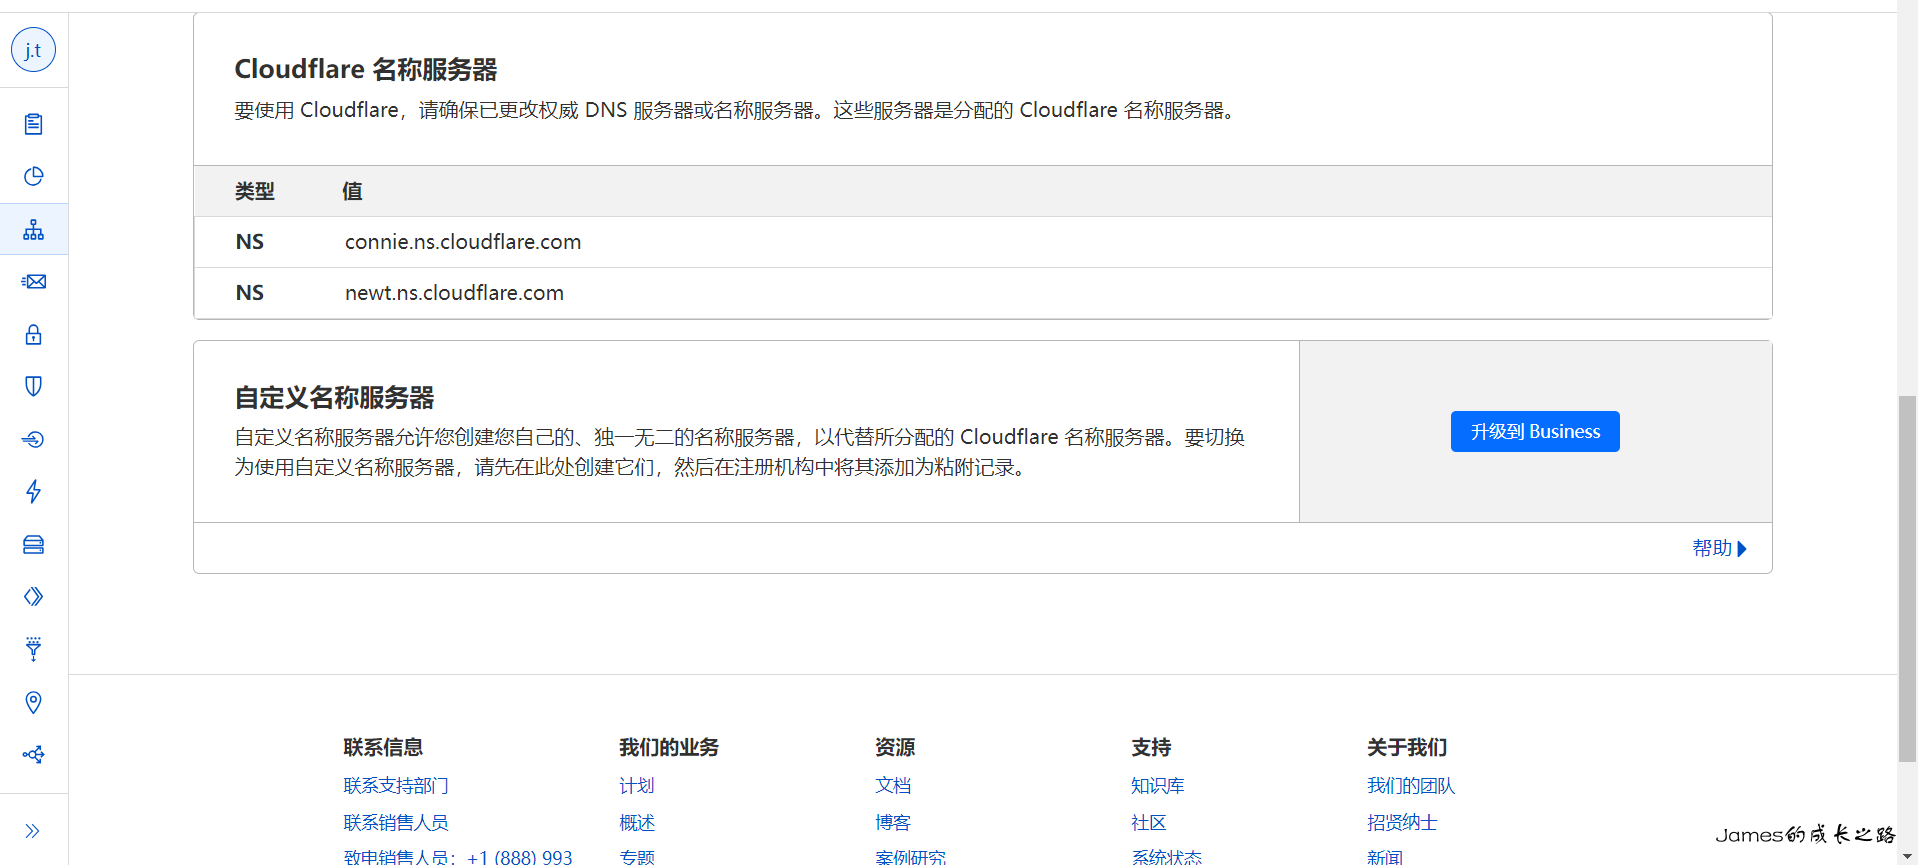 j.t
Cloudflare 名称服务器
要使用 Cloudflare，请确保已更改权威 DNS 服务器或名称服务器。这些服务器是分配的 Cloudflare 名称服务器。
类型 值
NS connie.ns.cloudflare.com
NS newt.ns.cloudflare.com
自定义名称服务器
自定义名称服务器允许您创建您自己的、独一无二的名称服务器，以代替所分配的 Cloudflare 名称服务器。要切换
为使用自定义名称服务器，请先在此处创建它们，然后在注册机构中将其添加为粘附记录。
升级到 Business
帮助
联系信息 我们的业务 资源 支持 关于我们
联系支持部门 计划 文档 知识库 我们的团队
联系销售人员 概述 博客 社区 招贤纳士
致电销售人员：+1 (888) 993 专题 案例研究 系统状态 新闻
James的成长之路